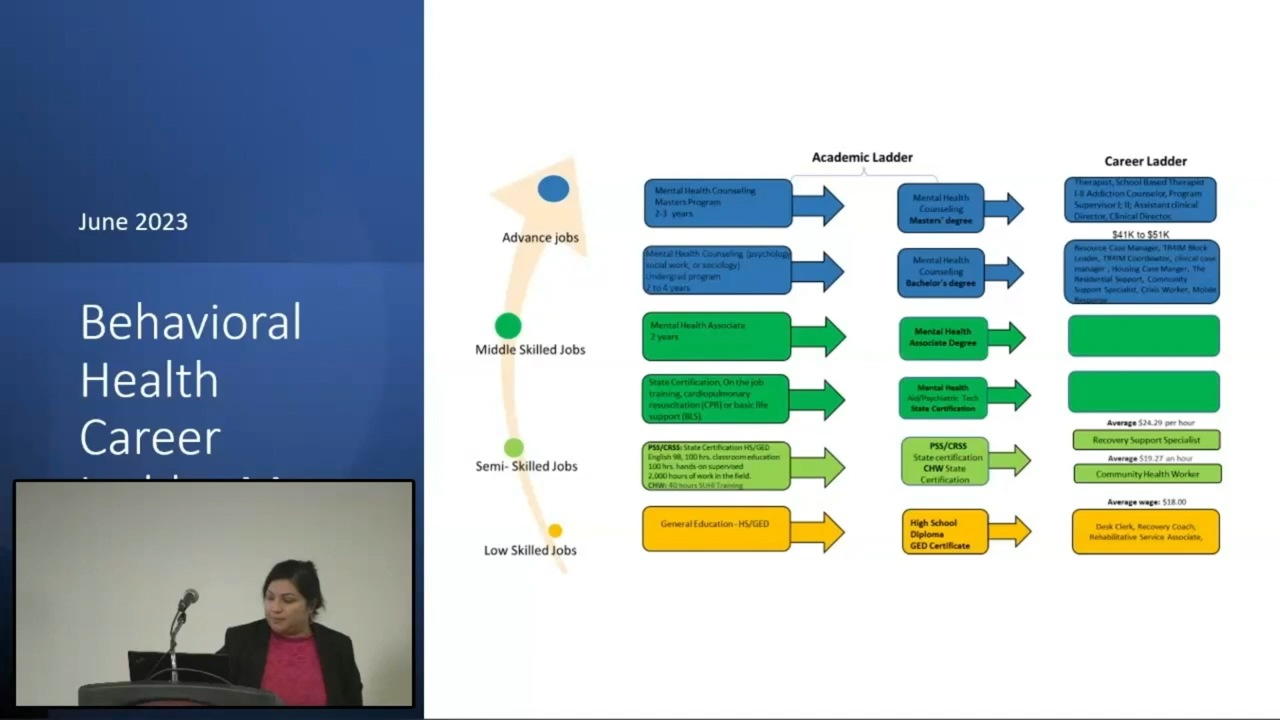 June 2023
Behavioral
Health
Career
Academic Ladder
Career Ladder
Advance jobs
Middle Skilled Jobs
Semi- Skilled Jobs
Low Skilled Jobs
Mental Health Counseling
Masters Program
2-3 years
Mental Health
Counseling
Masters' degree
Therapist, School Based Therapist
I-II Addiction Counselor, Program
Supervisor I; II; Assistant clinical
Director, Clinical Director,
$41K to $51K
Mental Health Counseling (psychology
social work, or sociology)
Undergrad program
2 to 4 years
Mental Health
Counseling
Bachelor's degree
Resource Case Manager, TRIIM Block
Leader, TRIIM Coordinator, clinical case
manager, Housing Case Manger, The
Residential Support, Community
Support Specialist, Crisis Worker, Mobile
Response
Mental Health Associate
2 years
Mental Health
Associate Degree
State Certification, On the job
training, cardiopulmonary
resuscitation (CPR) or basic life
support (BLS).
Mental Health
Aid/Psychiatric Tech
State Certification
Average $24.29 per hour
PSS/CRSS: State Certification HS/GED
English 98, 100 hrs. classroom education
100 hrs. hands-on supervised
2,000 hours of work in the field.
CHW: 40 hours SUHI Training
PSS/CRSS
State certification
CHW State
Certification
Recovery Support Specialist
Average $19.27 an hour
Community Health Worker
Average wage: $18.00
General Education - HS/GED
High School
Diploma
GED Certificate
Desk Clerk, Recovery Coach,
Rehabilitative Service Associate,